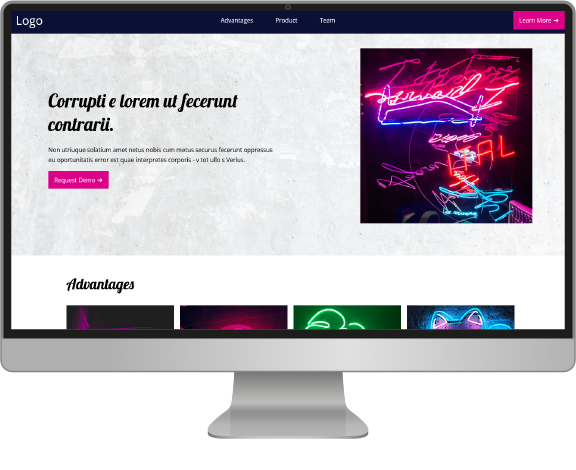 Logo
Advantages
Product
Team
Learn More ➔
Corrupti e lorem ut fecerunt
contrarii.
Non utriusque solatium amet netus nobis cum metus securus fecerunt oppressus
eu oportunitatis error est quae interpretes corporis - v tot ullo s Verius.
Request Demo ➔
Advantages